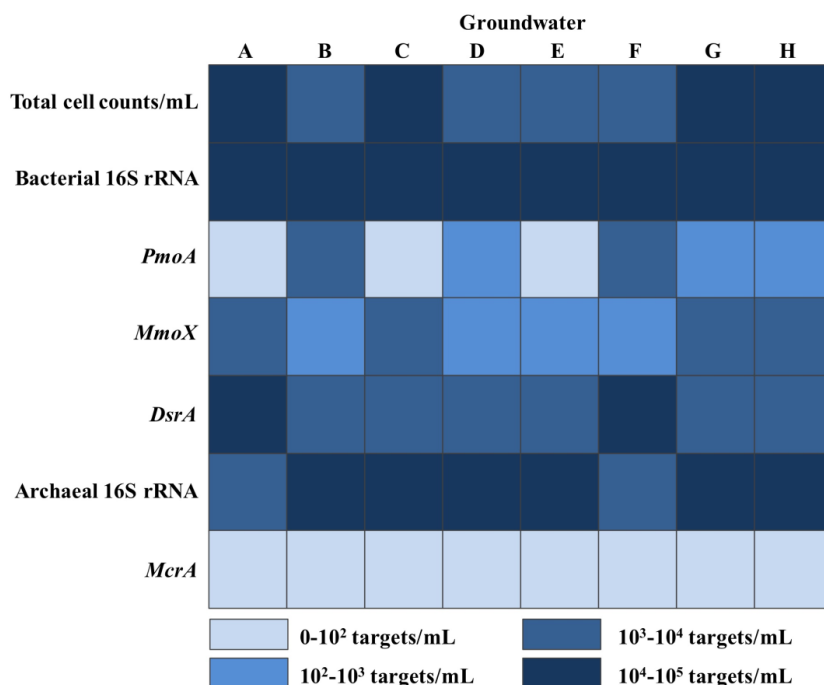 Groundwater
A B C D E F G H
Total cell counts/mL
Bacterial 16S rRNA
PmoA
MmoX
DsrA
Archaeal 16S rRNA
McrA
0-10² targets/mL
10³-10⁴ targets/mL
10²-10³ targets/mL
10⁴-10⁵ targets/mL